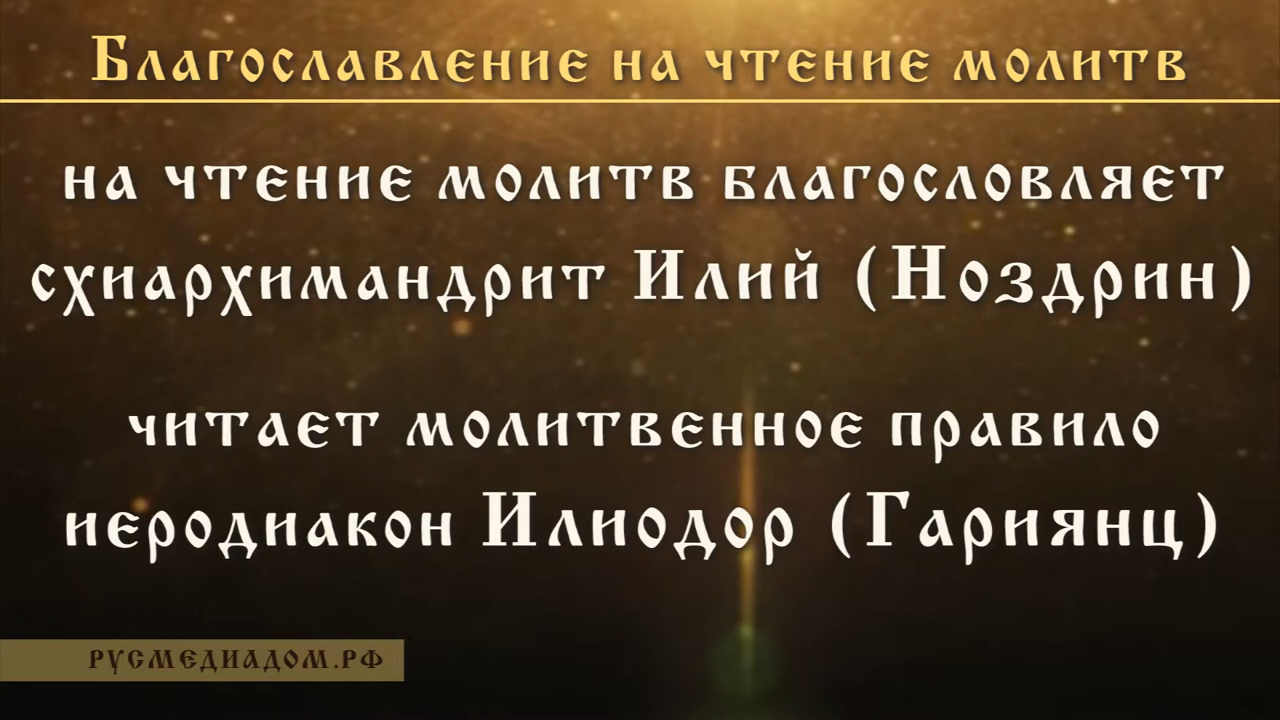 Благославление на чтение молитв
на чтение молитв благословляет
схиархимандрит Илий (Ноздрин)
читает молитвенное правило
иеродиакон Илиодор (Гариянц)
РУСМЕДИАДОМ.РФ